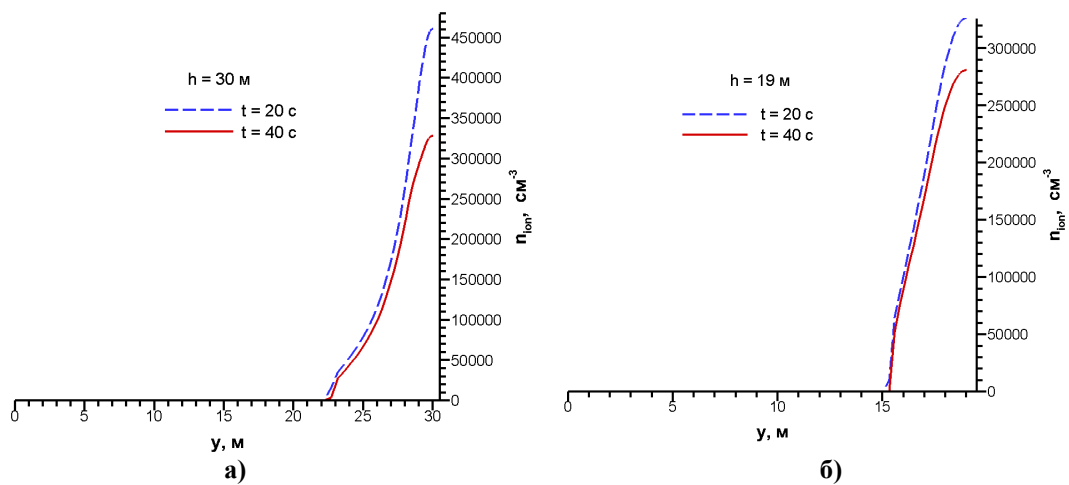 h = 30 м
t = 20 с
t = 40 с
450000
400000
350000
300000
250000
200000
150000
100000
50000
0
n_ion, см^-3
0 5 10 15 20 25 30
y, м
а)
h = 19 м
t = 20 с
t = 40 с
300000
250000
200000
150000
100000
50000
0
n_ion, см^-3
0 5 10 15
y, м
б)